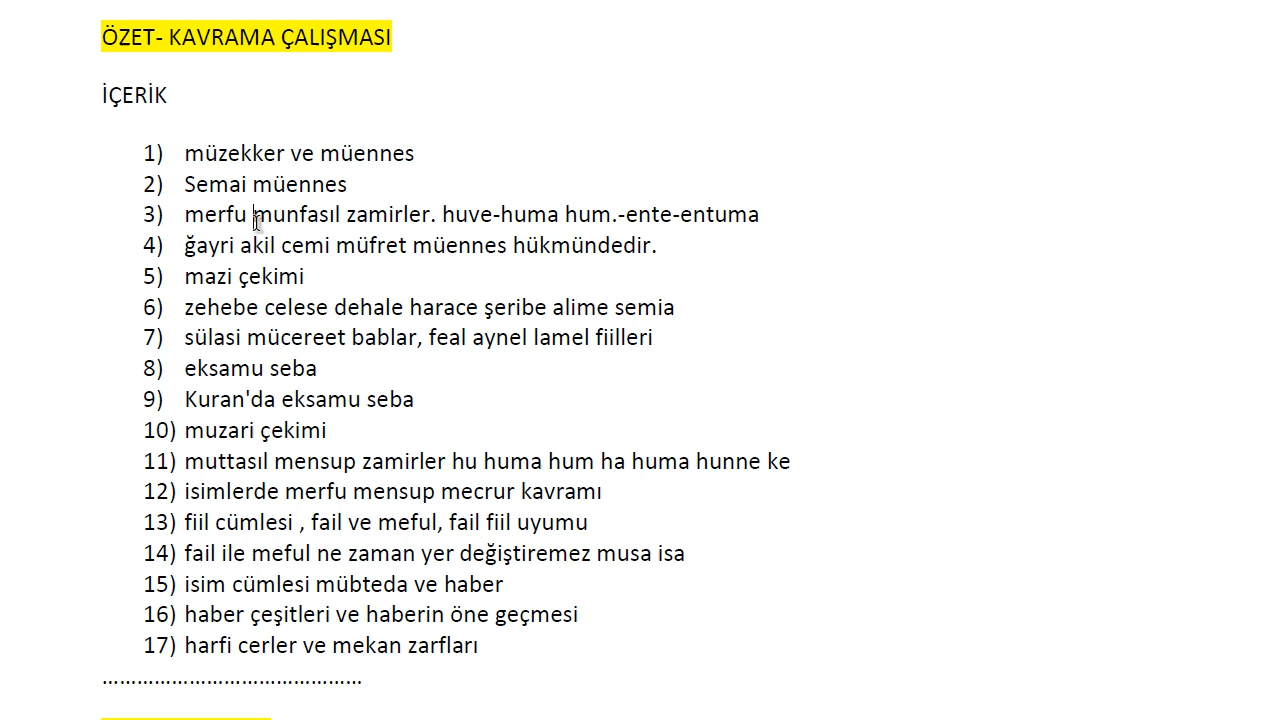 ÖZET- KAVRAMA ÇALIŞMASI
İÇERİK
1) müzekker ve müennes
2) Semai müennes
3) merfu munfasıl zamirler. huve-huma hum.-ente-entuma
4) ğayri akil cemi müfret müennes hükmündedir.
5) mazi çekimi
6) zehebe celese dehale harace şeribe alime semia
7) sülasi mücereet bablar, feal aynel lamel fiilleri
8) eksamu seba
9) Kuran'da eksamu seba
10) muzari çekimi
11) muttasıl mensup zamirler hu huma hum ha huma hunne ke
12) isimlerde merfu mensup mecrur kavramı
13) fiil cümlesi , fail ve meful, fail fiil uyumu
14) fail ile meful ne zaman yer değiştiremez musa isa
15) isim cümlesi mübteda ve haber
16) haber çeşitleri ve haberin öne geçmesi
17) harfi cerler ve mekan zarfları
………………………………………